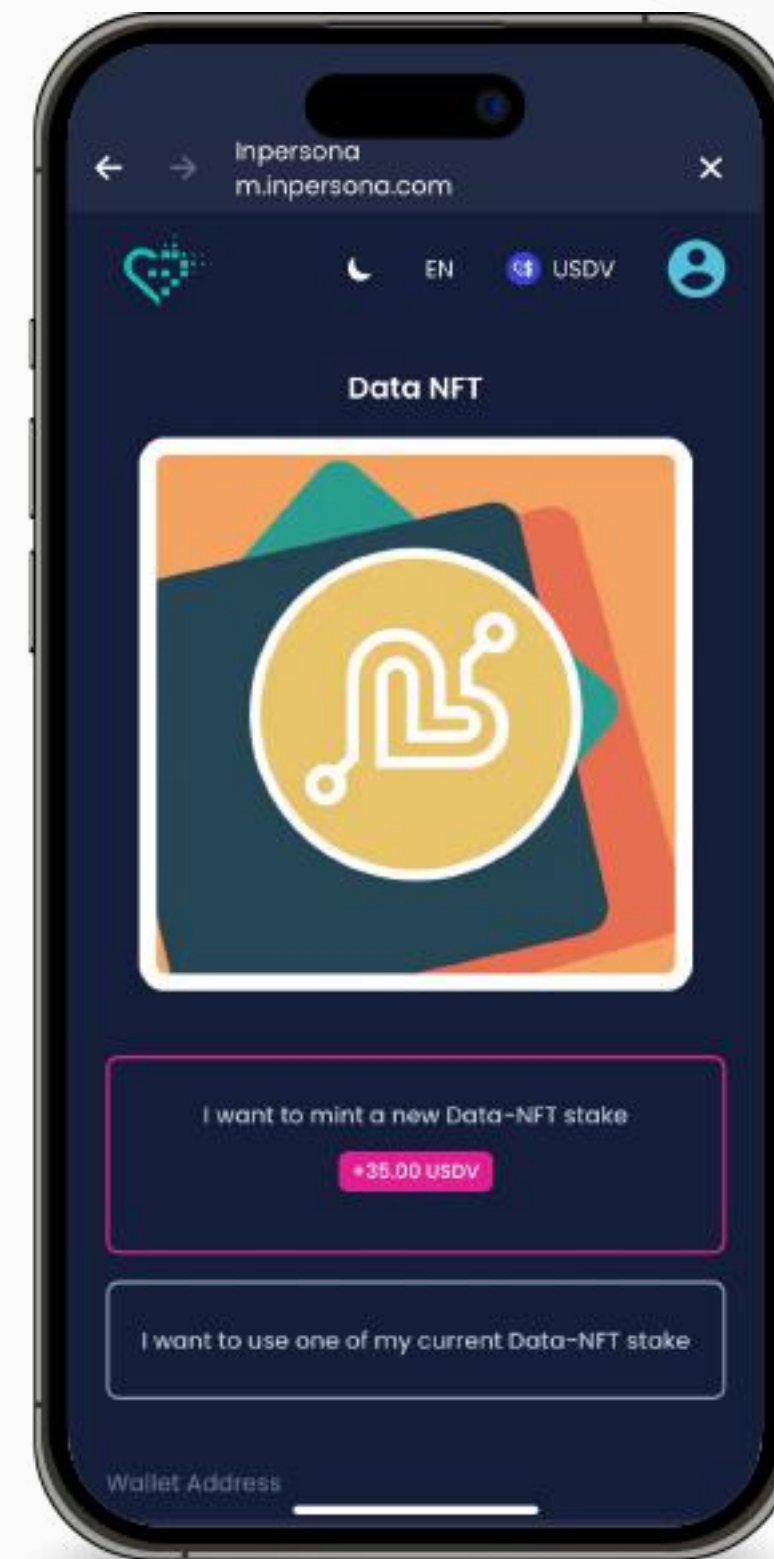 Inpersona
m.inpersona.com
EN
USDV
Data NFT
I want to mint a new Data-NFT stake
+35.00 USDV
I want to use one of my current Data-NFT stake
Wallet Address